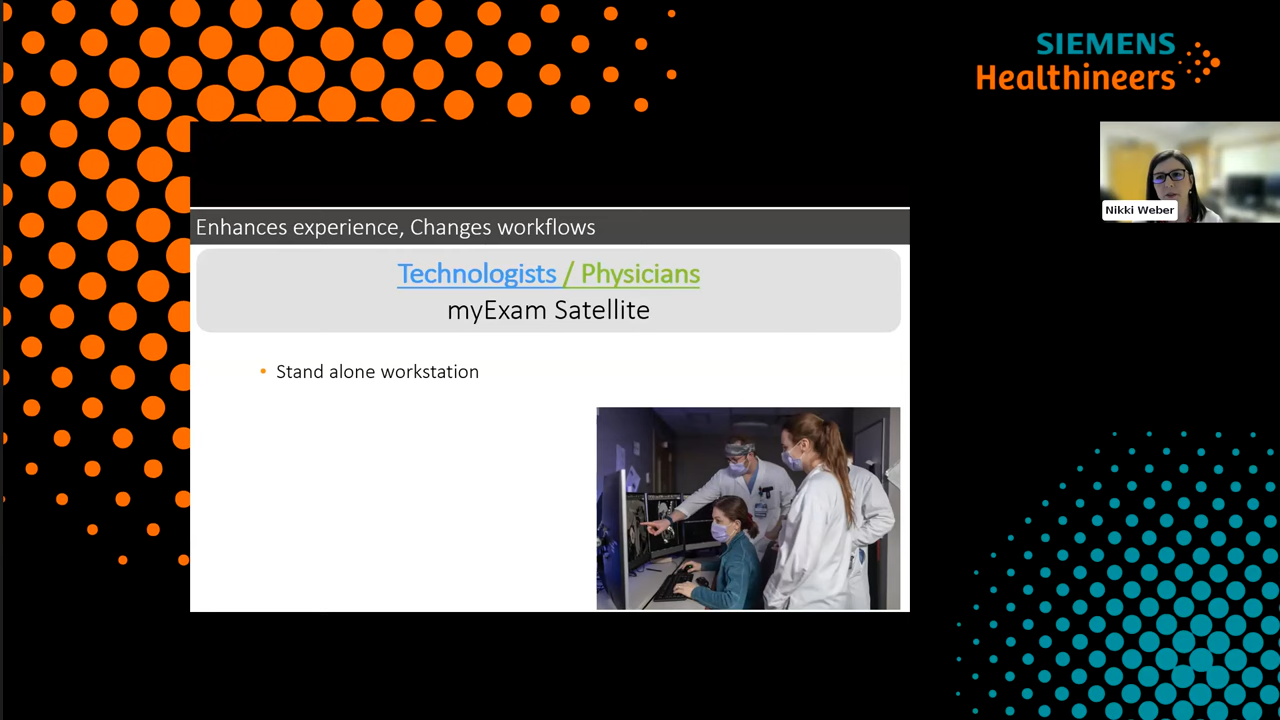 SIEMENS
Healthineers
Nikki Weber
Enhances experience, Changes workflows
Technologists / Physicians
myExam Satellite
• Stand alone workstation